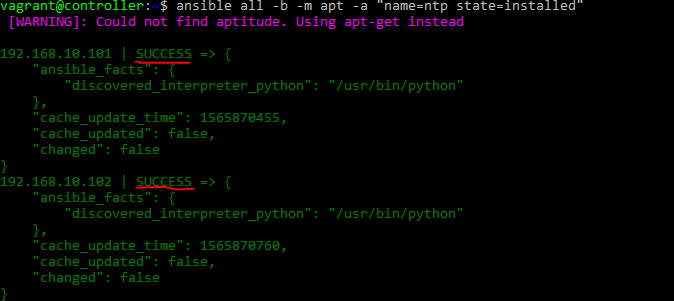 vagrant@controller:~$ ansible all -b -m apt -a "name=ntp state=installed"
[WARNING]: Could not find aptitude. Using apt-get instead
192.168.10.101 | SUCCESS => {
"ansible_facts": {
"discovered_interpreter_python": "/usr/bin/python"
},
"cache_update_time": 1565870455,
"cache_updated": false,
"changed": false
}
192.168.10.102 | SUCCESS => {
"ansible_facts": {
"discovered_interpreter_python": "/usr/bin/python"
},
"cache_update_time": 1565870760,
"cache_updated": false,
"changed": false
}